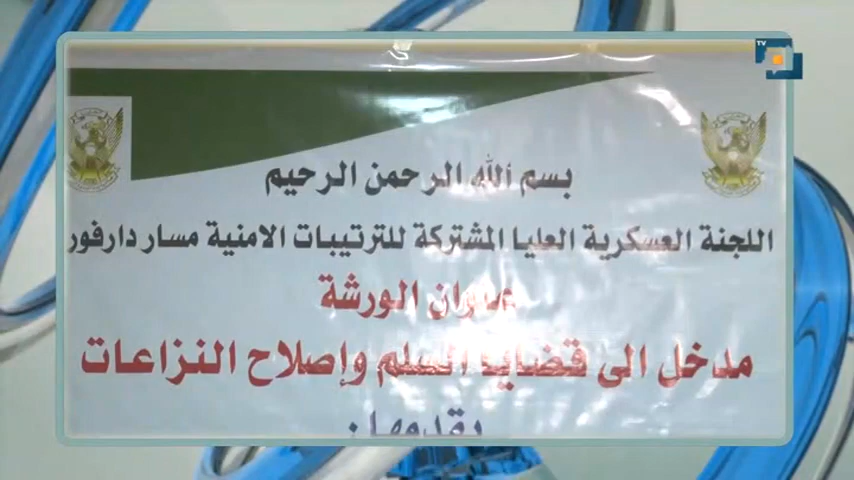 TV
بسم الله الرحمن الرحيم
اللجنة العسكرية العليا المشتركة للترتيبات الامنية مسار دارفور
عنوان الورشة
مدخل الى قضايا السلم وإصلاح النزاعات